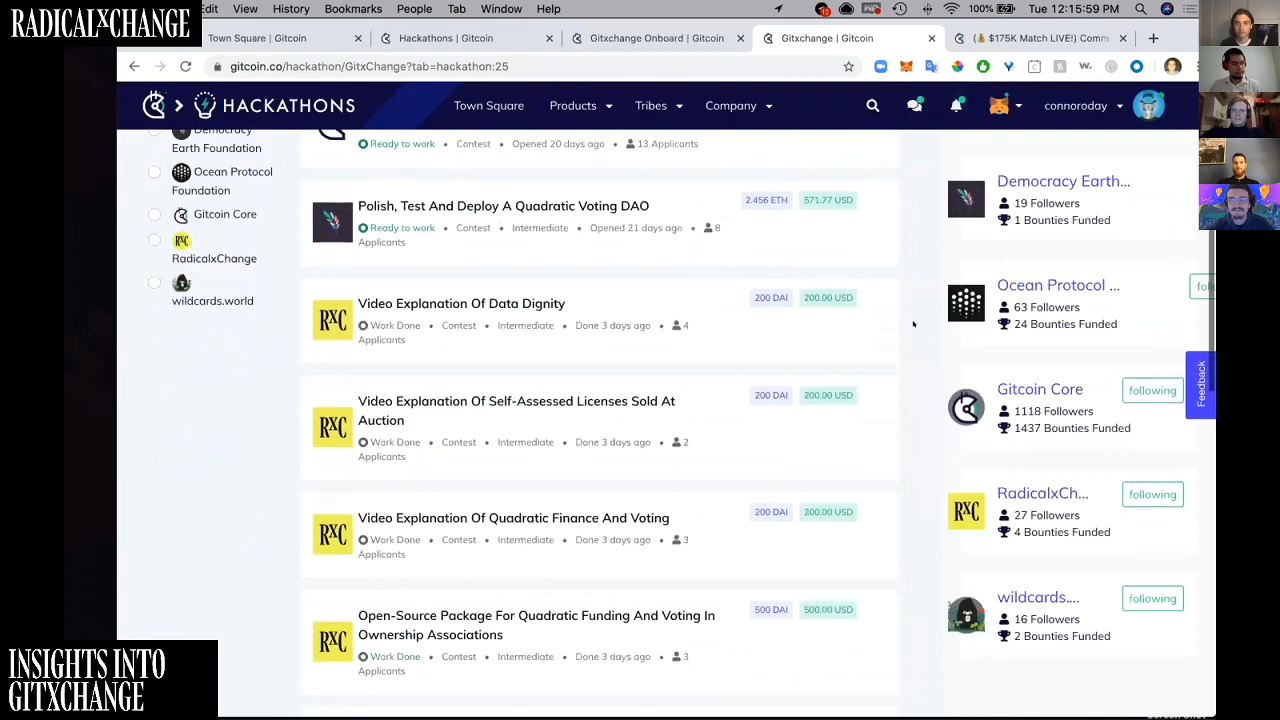 RADICALXCHANGE
INSIGHTS INTO
GITXCHANGE
Edit View History Bookmarks People Tab Window Help
12
100%
Tue 12:15:59 PM
Town Square | Gitcoin
Hackathons | Gitcoin
Gitxchange Onboard | Gitcoin
Gitxchange | Gitcoin
(💰 $175K Match LIVE!) Comm
gitcoin.co/hackathon/GitxChange?tab=hackathon:25
HACKATHONS
Town Square
Products
Tribes
Company
connoroday
Democracy
Earth Foundation
Ocean Protocol
Foundation
Gitcoin Core
RxC
RadicalxChange
wildcards.world
Ready to work • Contest • Opened 20 days ago • 13 Applicants
Polish, Test And Deploy A Quadratic Voting DAO
2.456 ETH 571.77 USD
Ready to work • Contest • Intermediate • Opened 21 days ago • 8
Applicants
RxC
Video Explanation Of Data Dignity
200 DAI 200.00 USD
Work Done • Contest • Intermediate • Done 3 days ago • 4
Applicants
RxC
Video Explanation Of Self-Assessed Licenses Sold At
Auction
200 DAI 200.00 USD
Work Done • Contest • Intermediate • Done 3 days ago • 2
Applicants
RxC
Video Explanation Of Quadratic Finance And Voting
200 DAI 200.00 USD
Work Done • Contest • Intermediate • Done 3 days ago • 3
Applicants
RxC
Open-Source Package For Quadratic Funding And Voting In
Ownership Associations
500 DAI 500.00 USD
Work Done • Contest • Intermediate • Done 3 days ago • 3
Applicants
Democracy Earth...
19 Followers
1 Bounties Funded
Ocean Protocol ...
63 Followers
24 Bounties Funded
Gitcoin Core
following
1118 Followers
1437 Bounties Funded
RxC
RadicalxCh...
following
27 Followers
4 Bounties Funded
wildcards....
following
16 Followers
2 Bounties Funded
Feedback